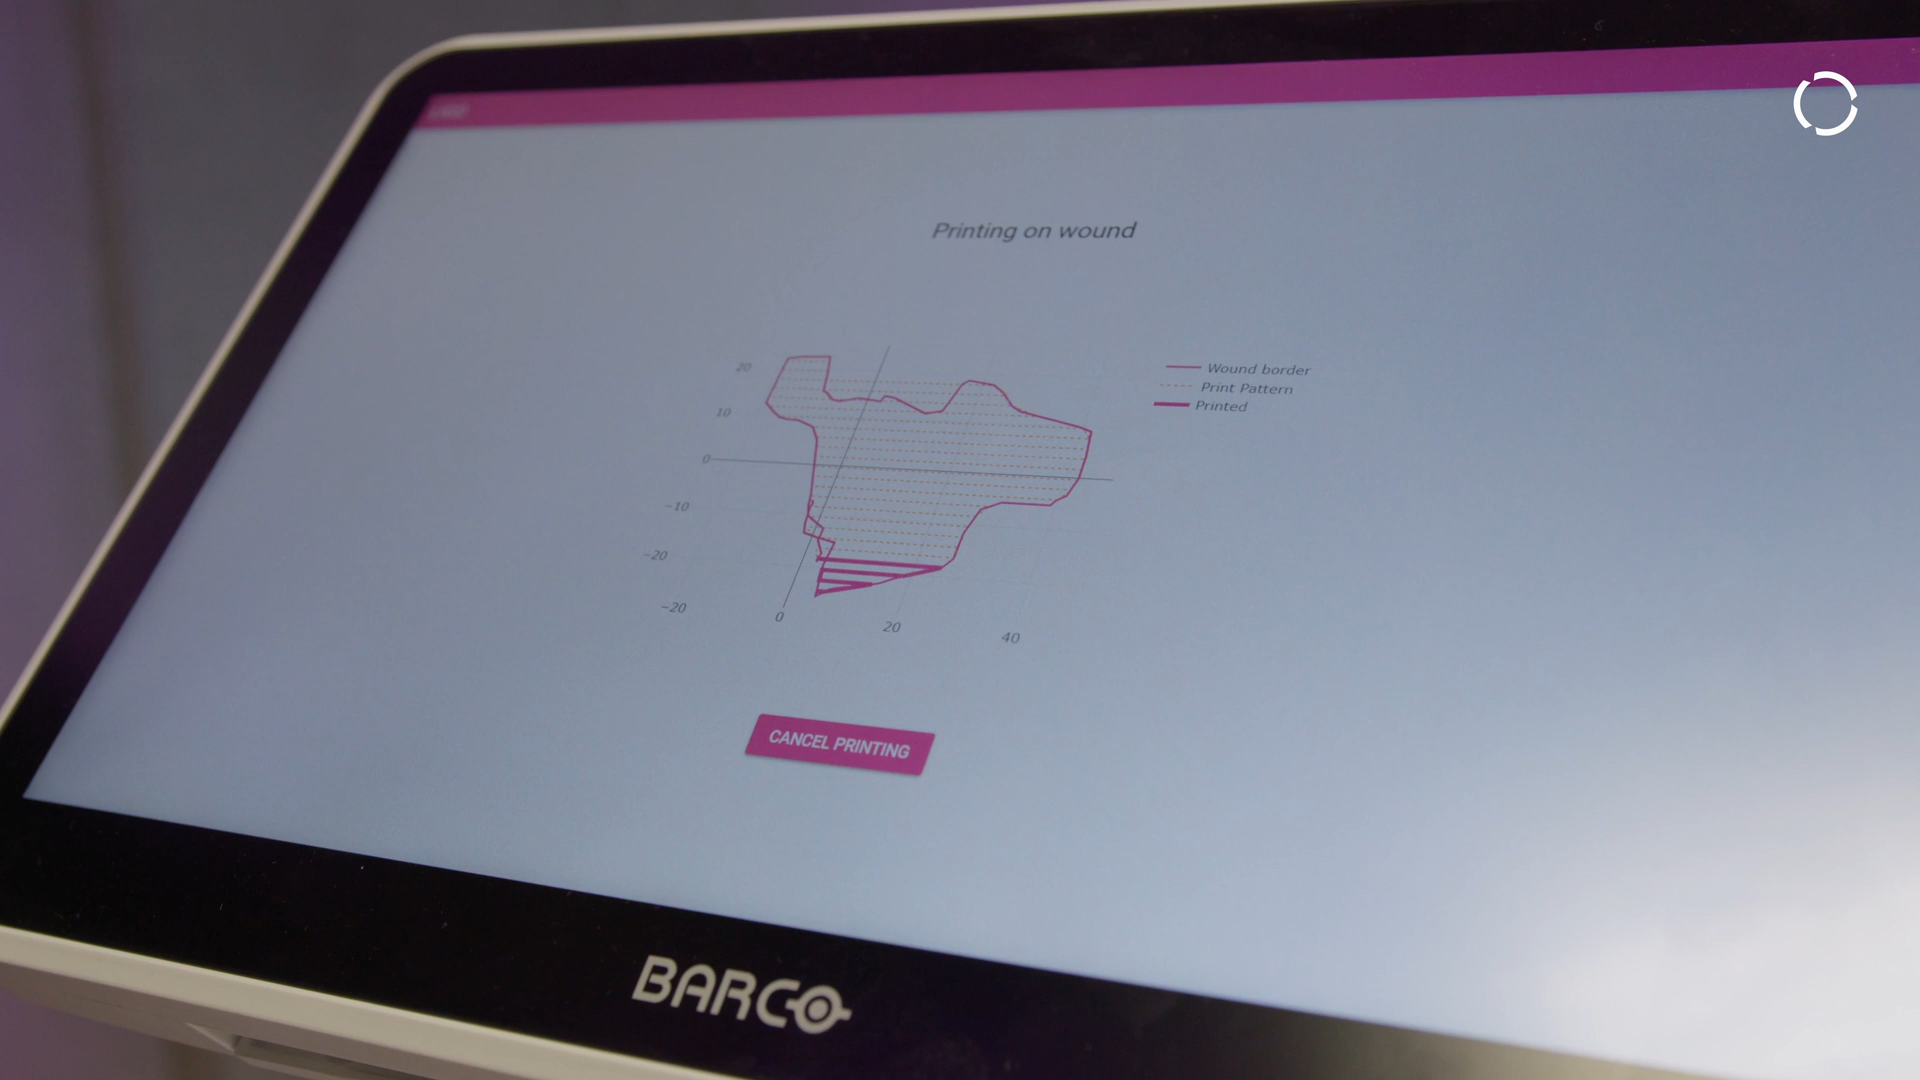 Printing on wound
Wound border
Print Pattern
Printed
20
10
0
−10
−20
−20
0
20
40
CANCEL PRINTING
BARCO